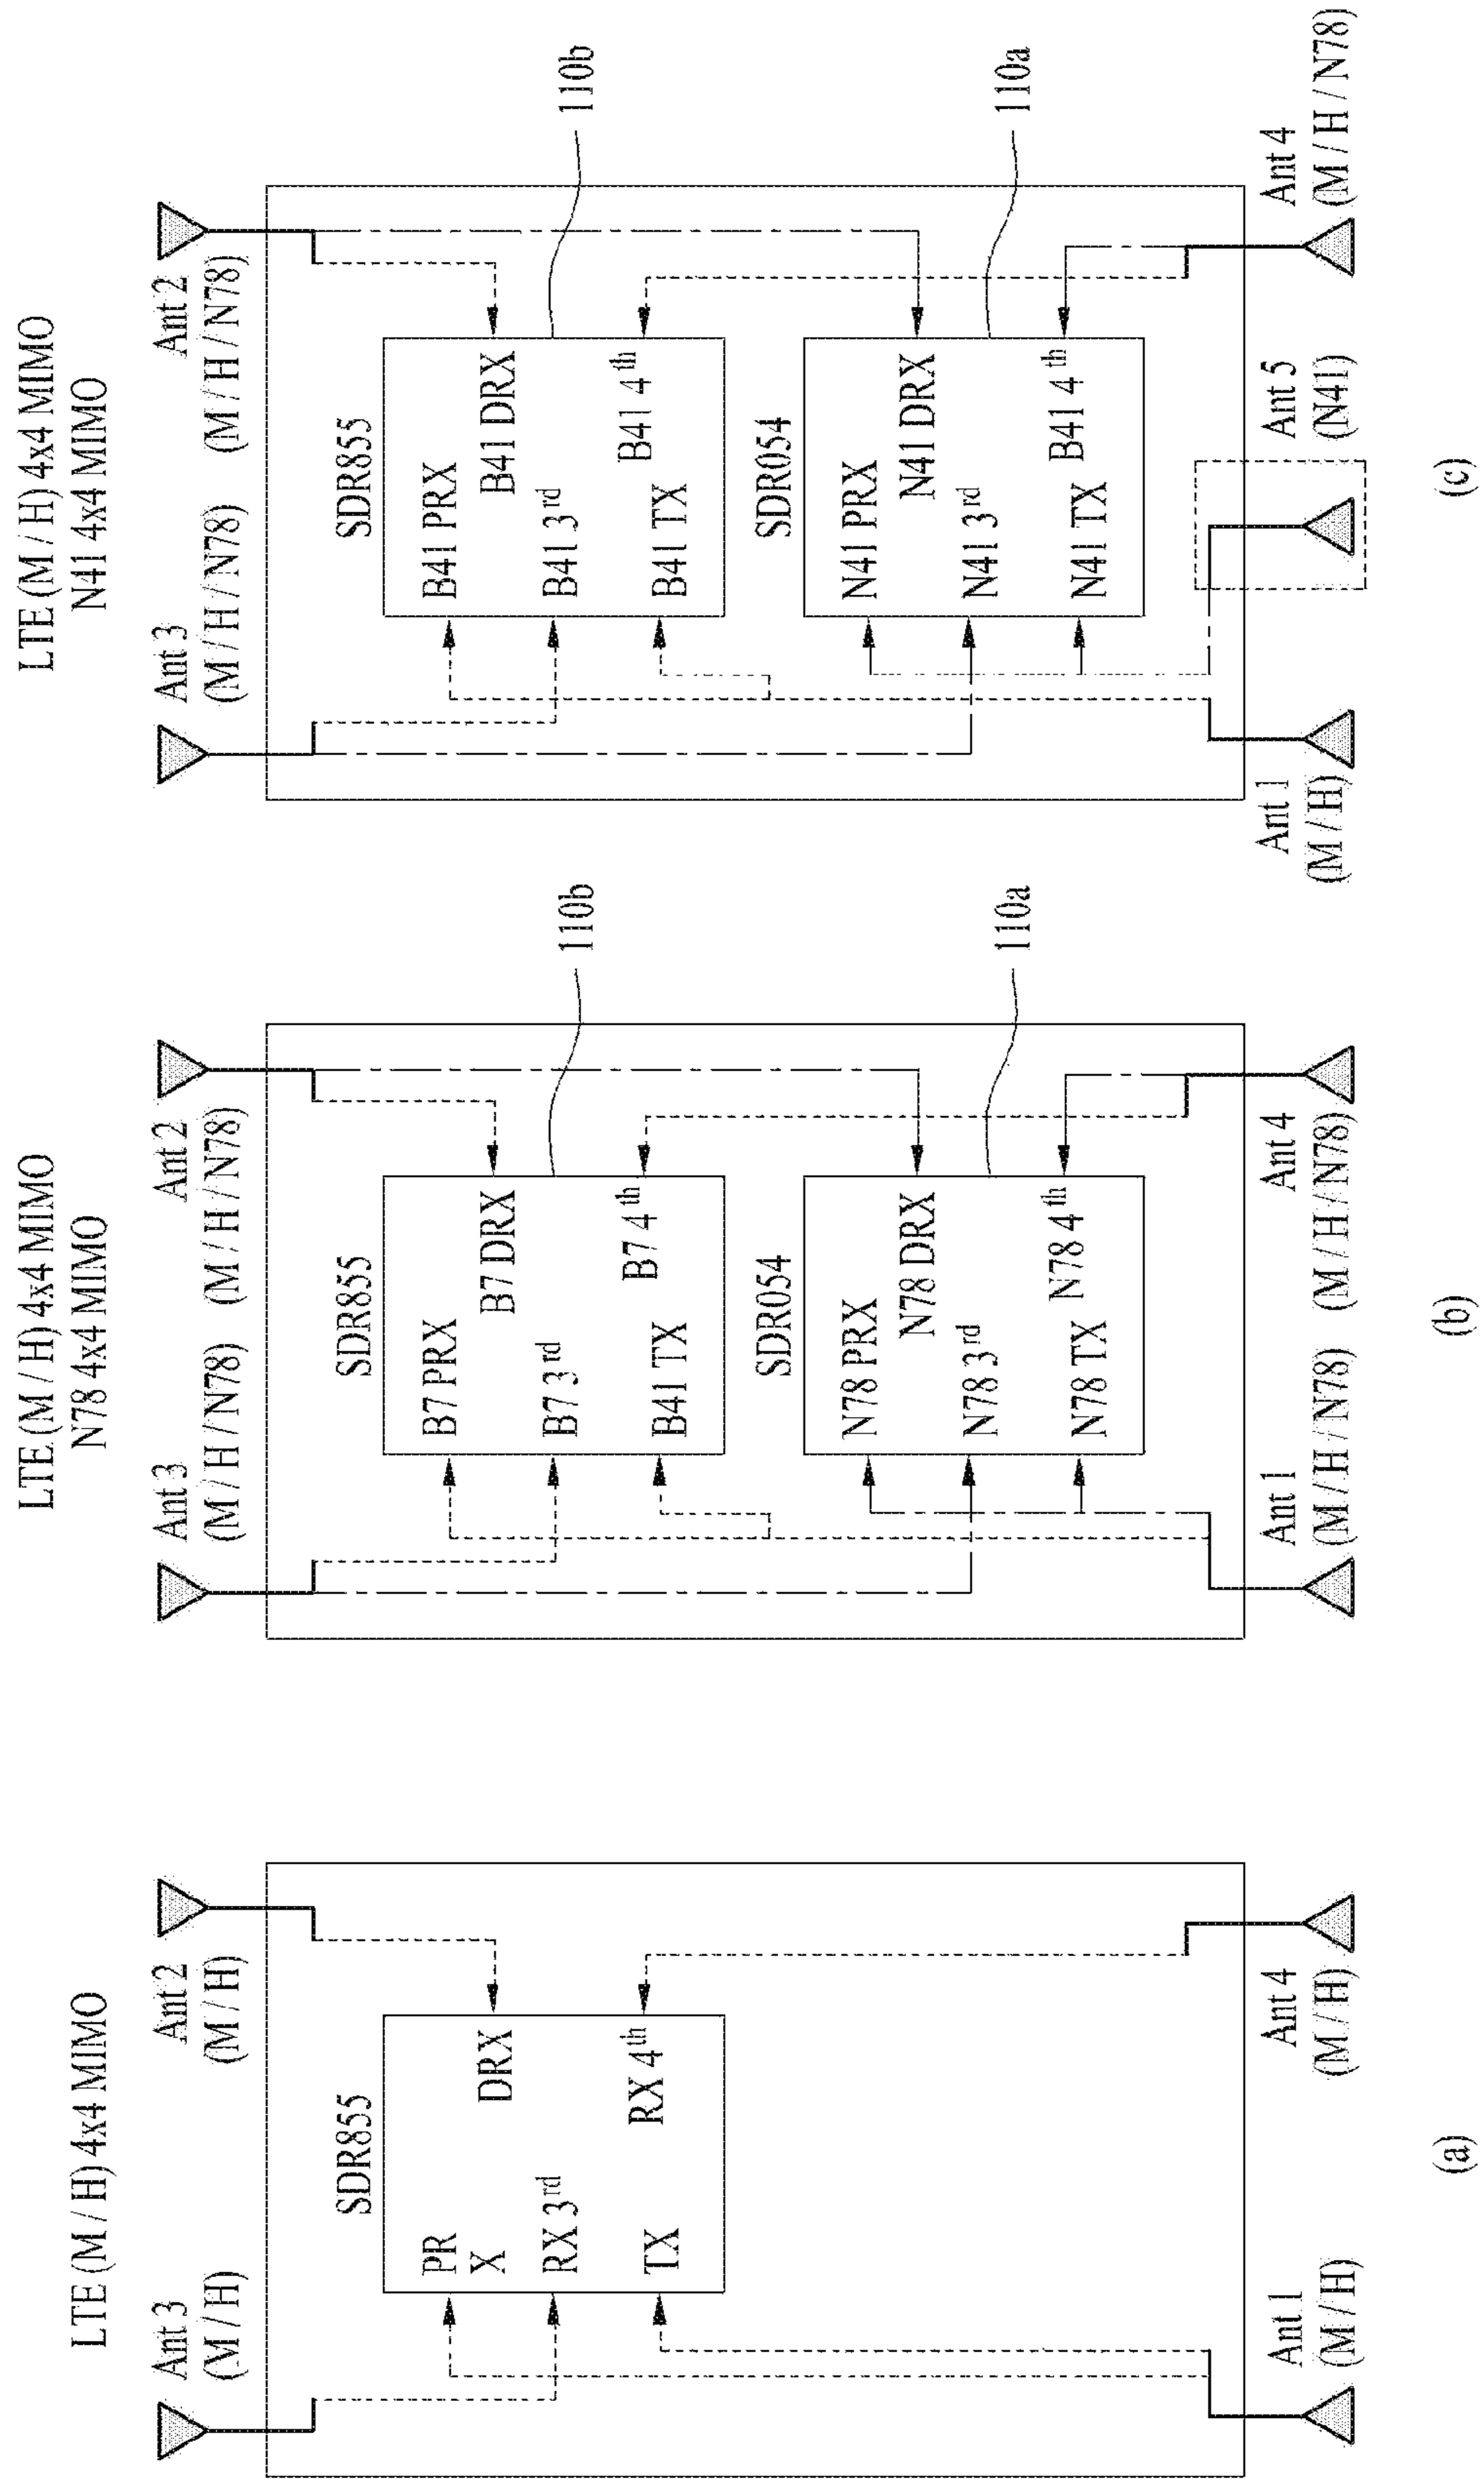 LTE (M / H) 4x4 MIMO
Ant 3
(M / H)
Ant 2
(M / H)
SDR855
PR
X
DRX
RX 3rd
RX 4th
TX
Ant 1
(M / H)
Ant 4
(M / H)
(a)
LTE (M / H) 4x4 MIMO
N78 4x4 MIMO
Ant 3
(M / H / N78)
Ant 2
(M / H / N78)
SDR855
B7 PRX
B7 DRX
B7 3rd
B7 4th
B41 TX
110b
SDR054
N78 PRX
N78 DRX
N78 3rd
N78 4th
N78 TX
110a
Ant 1
(M / H / N78)
Ant 4
(M / H / N78)
(b)
LTE (M / H) 4x4 MIMO
N41 4x4 MIMO
Ant 3
(M / H / N78)
Ant 2
(M / H / N78)
SDR855
B41 PRX
B41 DRX
B41 3rd
B41 4th
B41 TX
110b
SDR054
N41 PRX
N41 DRX
N41 3rd
B41 4th
N41 TX
110a
Ant 1
(M / H)
Ant 5
(N41)
Ant 4
(M / H / N78)
(c)